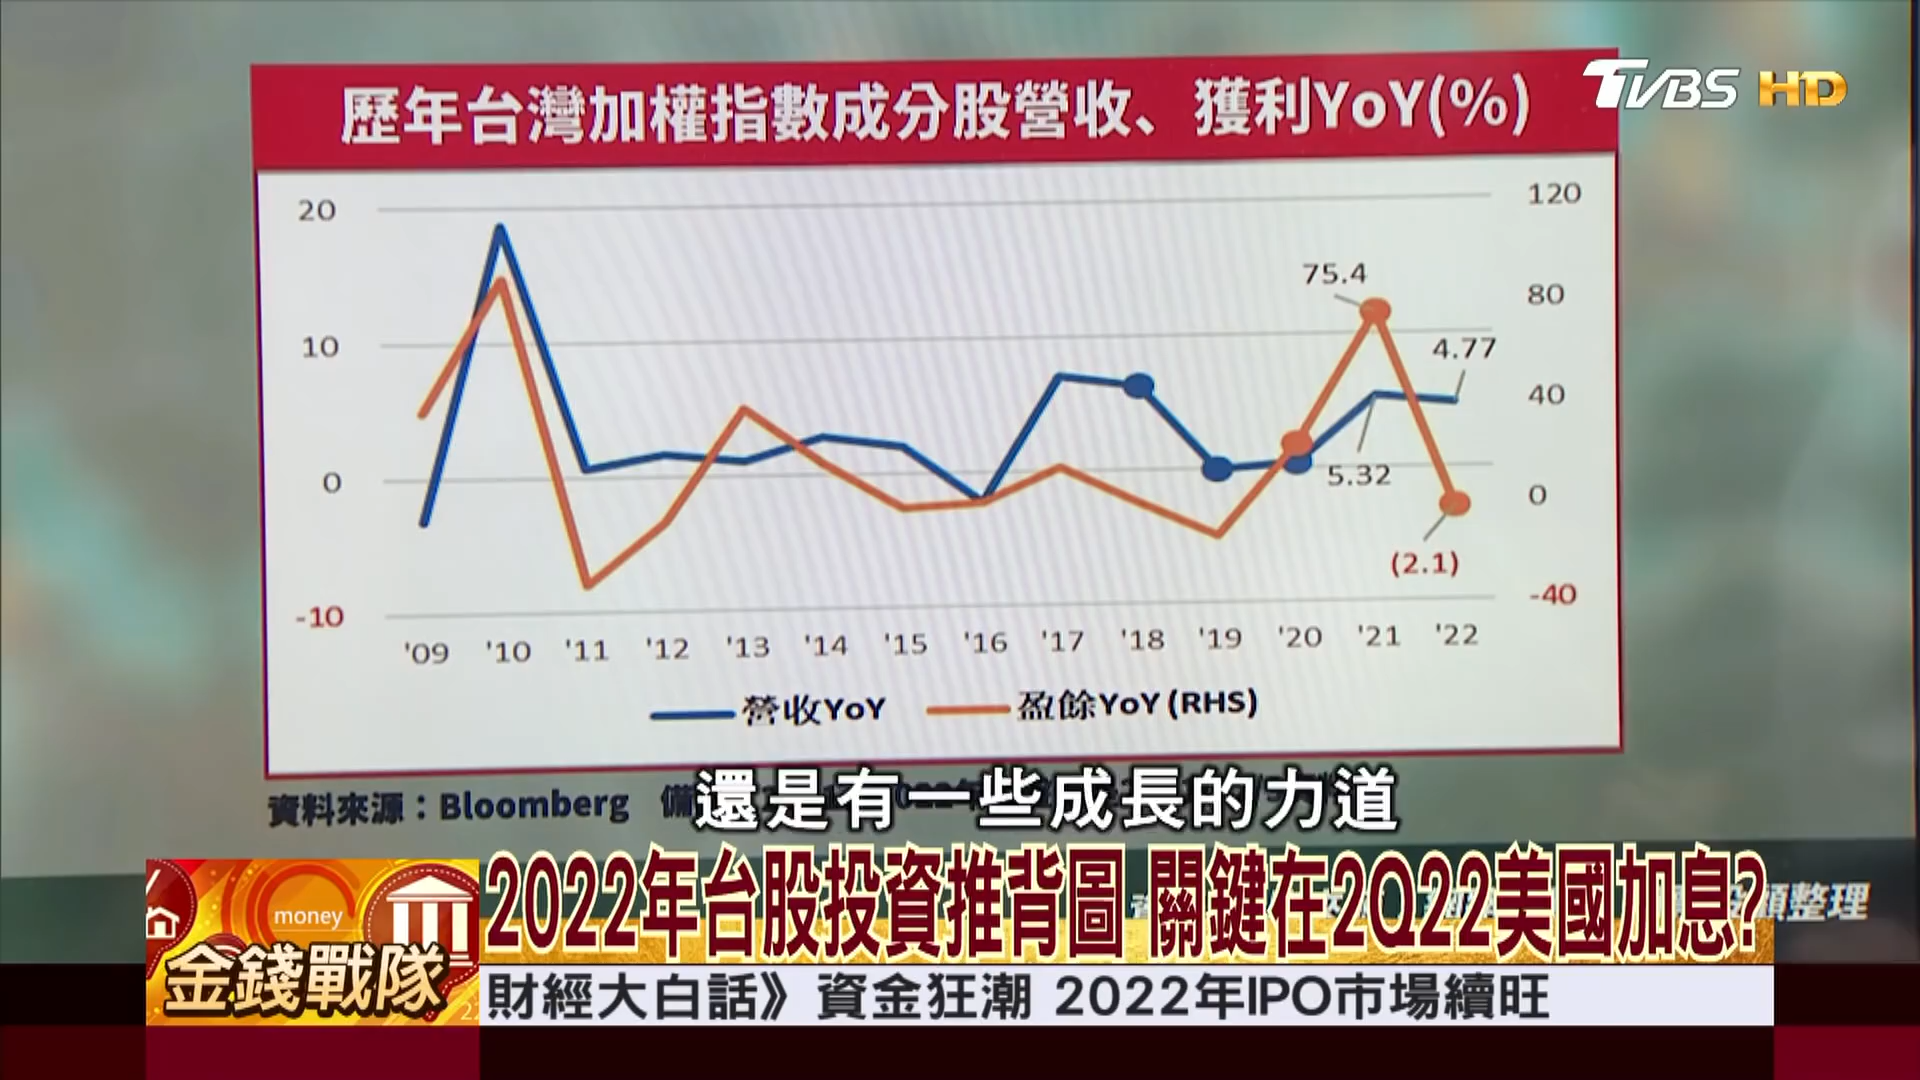 TVBS HD
歷年台灣加權指數成分股營收、獲利YoY(%)
20
120
75.4
80
10
4.77
40
0
5.32
0
(2.1)
-10
-40
'09 '10 '11 '12 '13 '14 '15 '16 '17 '18 '19 '20 '21 '22
營收YoY 盈餘YoY (RHS)
資料來源：Bloomberg
還是有一些成長的力道
2022年台股投資推背圖 關鍵在2Q22美國加息?
整理
money
金錢戰隊
財經大白話》資金狂潮 2022年IPO市場續旺